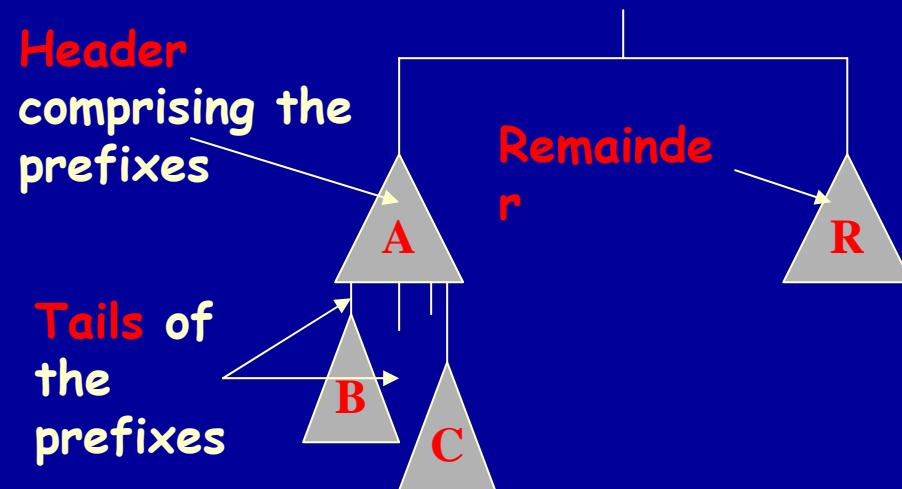 Header
comprising the
prefixes
Remainde
r
A
R
Tails of
the
prefixes
B
C